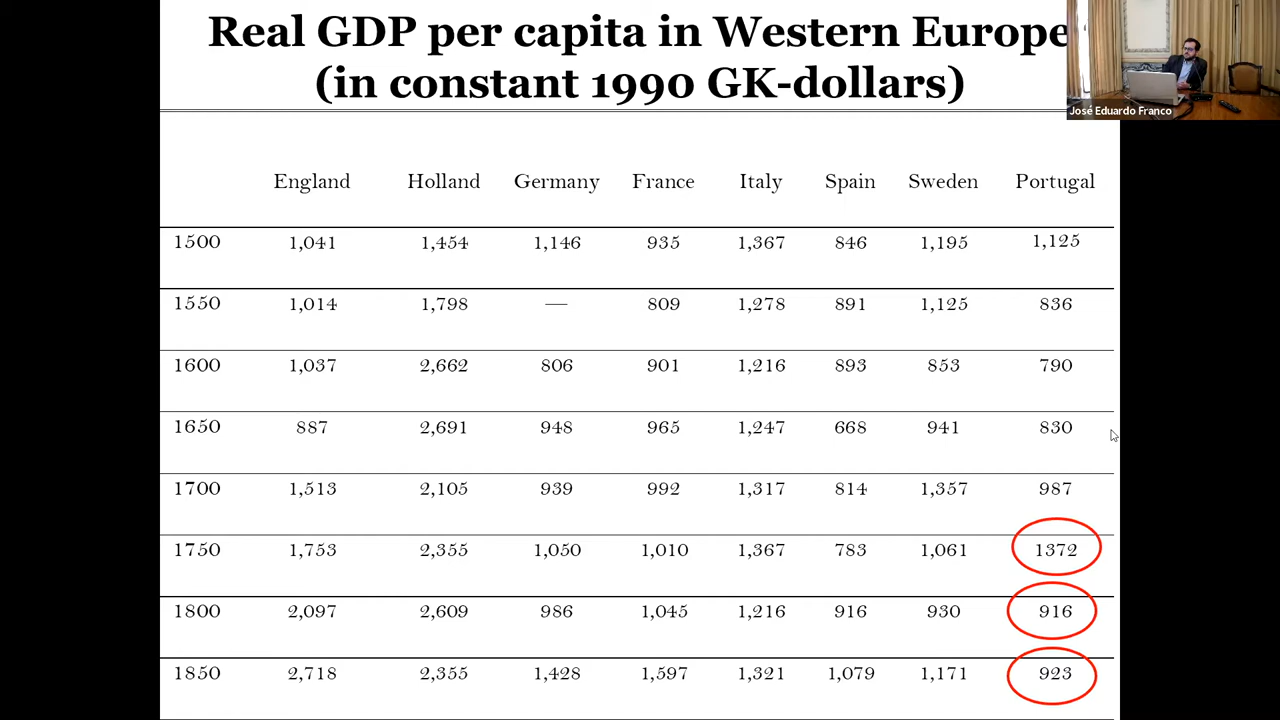 Real GDP per capita in Western Europe
(in constant 1990 GK-dollars)
José Eduardo Franco
England Holland Germany France Italy Spain Sweden Portugal
1500 1,041 1,454 1,146 935 1,367 846 1,195 1,125
1550 1,014 1,798 — 809 1,278 891 1,125 836
1600 1,037 2,662 806 901 1,216 893 853 790
1650 887 2,691 948 965 1,247 668 941 830
1700 1,513 2,105 939 992 1,317 814 1,357 987
1750 1,753 2,355 1,050 1,010 1,367 783 1,061 1372
1800 2,097 2,609 986 1,045 1,216 916 930 916
1850 2,718 2,355 1,428 1,597 1,321 1,079 1,171 923